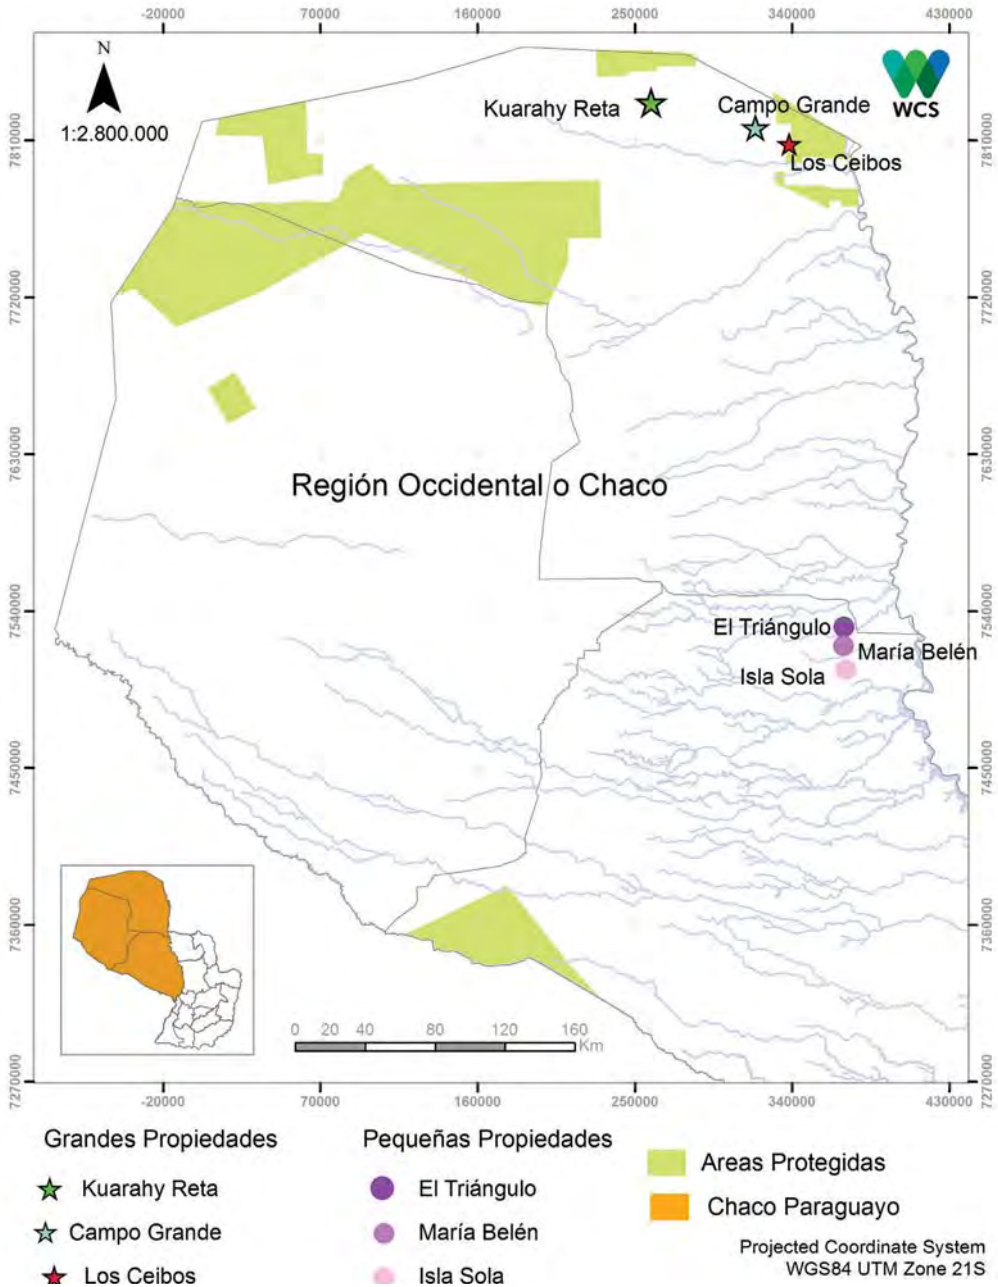 -20000 70000 160000 250000 340000 430000
N
1:2.800.000
WCS
Kuarahy Reta
Campo Grande
Los Ceibos
7810000
7810000
7720000
7720000
7630000
7630000
Región Occidental o Chaco
7540000
7540000
El Triángulo
María Belén
Isla Sola
7450000
7450000
7360000
7360000
0 20 40 80 120 160
Km
7270000
7270000
-20000 70000 160000 250000 340000 430000
Grandes Propiedades
Kuarahy Reta
Campo Grande
Los Ceibos
Pequeñas Propiedades
El Triángulo
María Belén
Isla Sola
Areas Protegidas
Chaco Paraguayo
Projected Coordinate System
WGS84 UTM Zone 21S